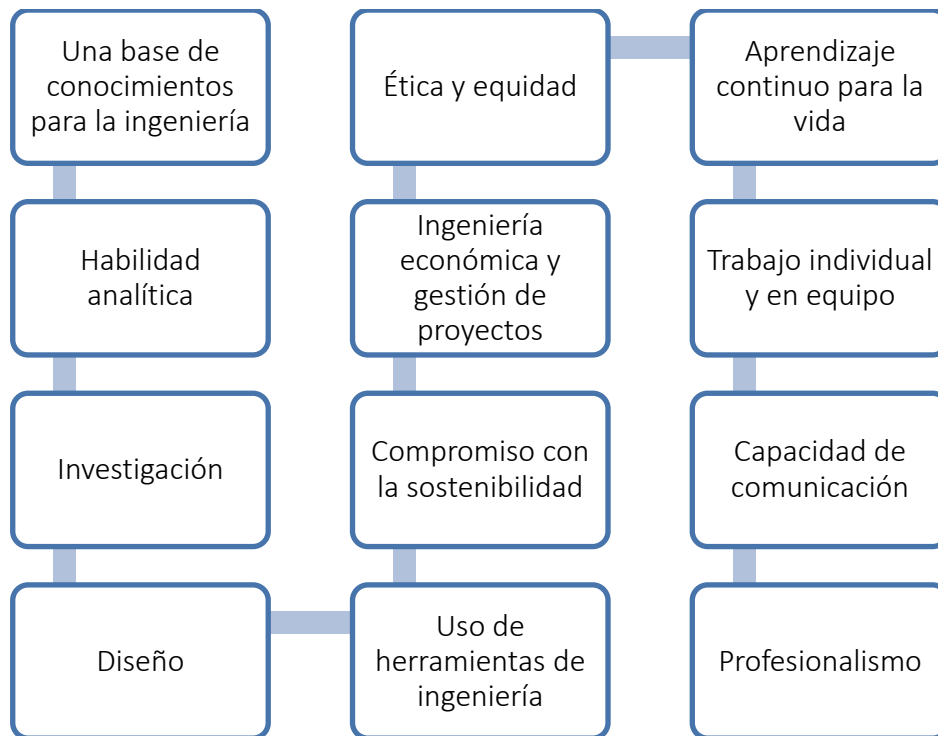 Una base de
conocimientos
para la ingeniería
Habilidad
analítica
Investigación
Diseño
Uso de
herramientas de
ingeniería
Compromiso con
la sostenibilidad
Ingeniería
económica y
gestión de
proyectos
Ética y equidad
Aprendizaje
continuo para la
vida
Trabajo individual
y en equipo
Capacidad de
comunicación
Profesionalismo